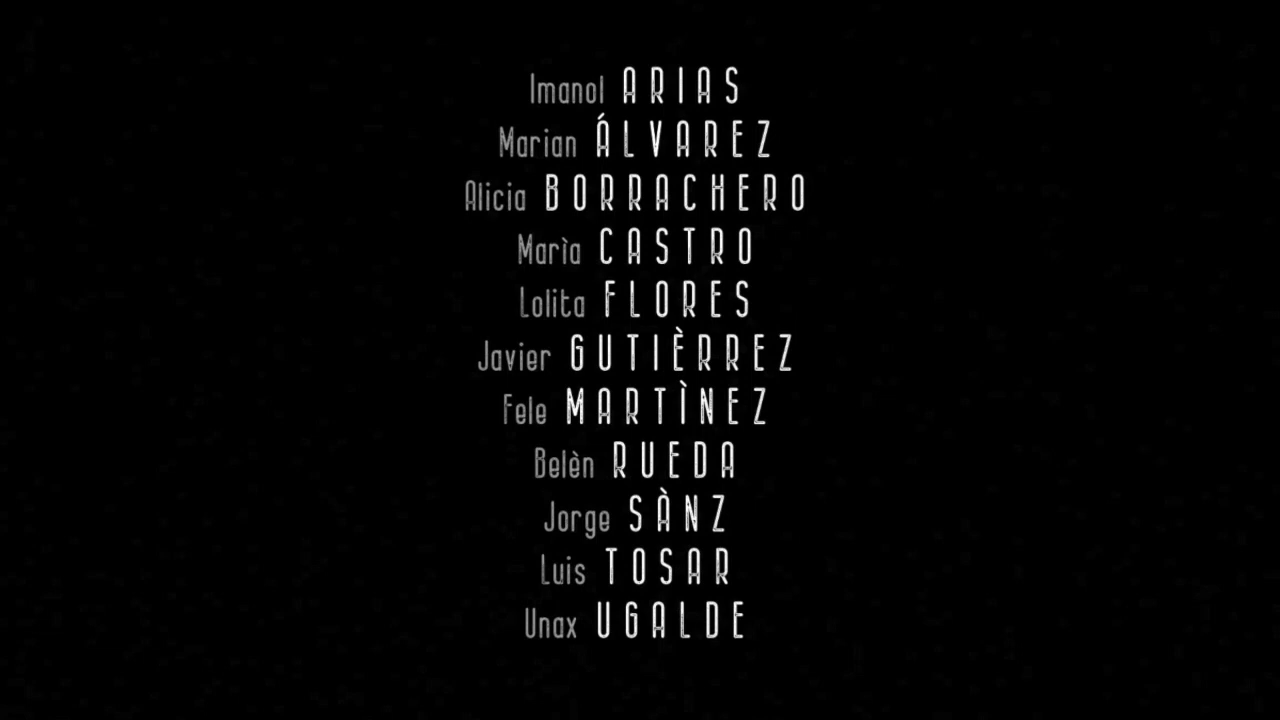 Imanol ARIAS
Marian ÁLVAREZ
Alicia BORRACHERO
Marìa CASTRO
Lolita FLORES
Javier GUTIÈRREZ
Fele MARTÌNEZ
Belèn RUEDA
Jorge SÀNZ
Luis TOSAR
Unax UGALDE